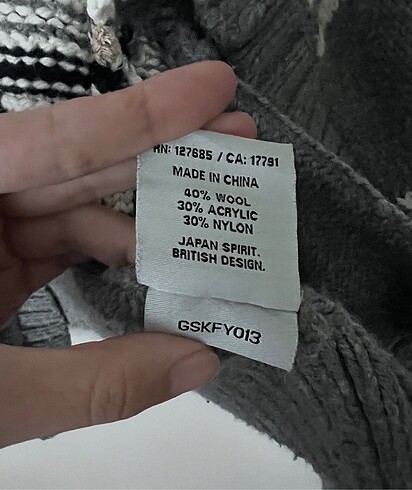 RN: 127685 / CA: 17791
MADE IN CHINA
40% WOOL
30% ACRYLIC
30% NYLON
JAPAN SPIRIT.
BRITISH DESIGN.
GSKFY013